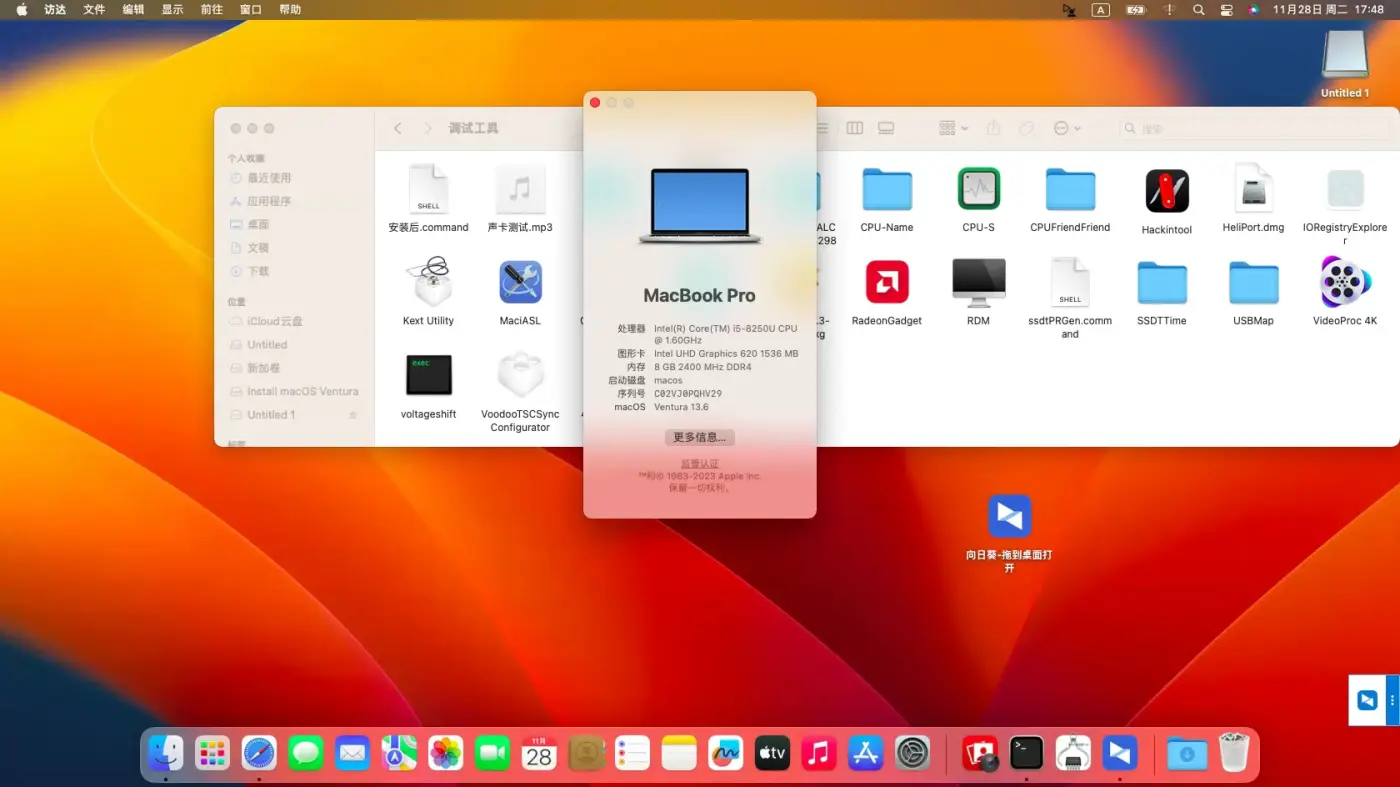 访达 文件 编辑 显示 前往 窗口 帮助
A
11月28日 周二 17:48
Untitled 1
调试工具
搜索
个人收藏
最近使用
应用程序
桌面
文稿
下载
位置
iCloud云盘
Untitled
新加卷
Install macOS Ventura
Untitled 1
标签
SHELL
安装后.command
声卡测试.mp3
ALC
298
CPU-Name
CPU-S
CPUFriendFriend
Hackintool
HeliPort.dmg
IORegistryExplore
r
Kext Utility
MaciASL
3-
kg
RadeonGadget
RDM
SHELL
ssdtPRGen.comm
and
SSDTTime
USBMap
VideoProc 4K
exec
voltageshift
VoodooTSCSync
Configurator
MacBook Pro
处理器 Intel(R) Core(TM) i5-8250U CPU
@ 1.60GHz
图形卡 Intel UHD Graphics 620 1536 MB
内存 8 GB 2400 MHz DDR4
启动磁盘 macos
序列号 C02VJ0PQHV29
macOS Ventura 13.6
更多信息...
监管认证
™和© 1983-2023 Apple Inc.
保留一切权利。
向日葵-拖到桌面打
开
11月
28
tv